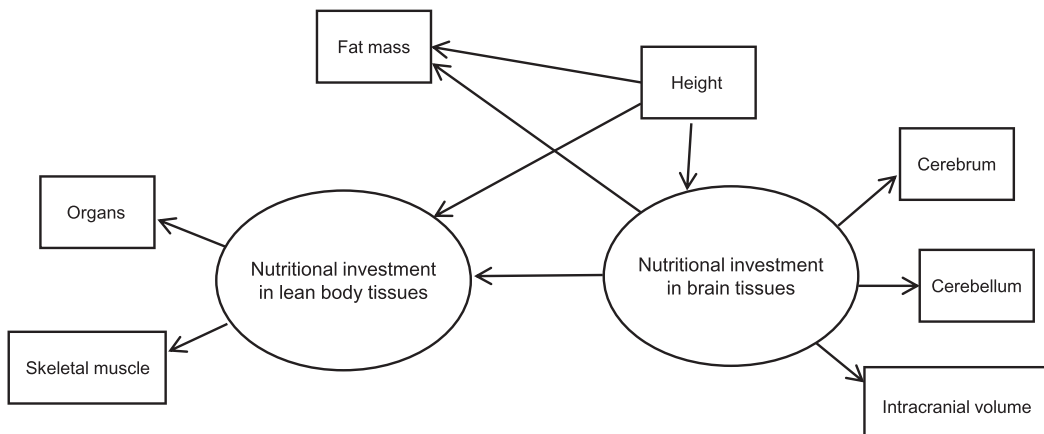 Fat mass
Height
Cerebrum
Organs
Nutritional investment
in lean body tissues
Nutritional investment
in brain tissues
Cerebellum
Skeletal muscle
Intracranial volume